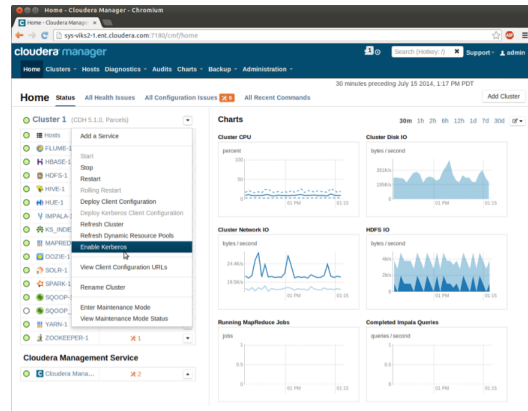 Home - Cloudera Manager - Chromium
Home - Cloudera Manage
sys-viks2-1.ent.cloudera.com:7180/cmf/home
cloudera manager
Search (Hotkey: /)
Support
admin
Home Clusters Hosts Diagnostics Audits Charts Backup Administration
30 minutes preceding July 15 2014, 1:17 PM PDT
Home Status All Health Issues All Configuration Issues 5 All Recent Commands
Add Cluster
Cluster 1 (CDH 5.1.0, Parcels)
Hosts
FLUME-1
HBASE-1
HDFS-1
HIVE-1
HUE-1
IMPALA-
KS_INDE
MAPRED
OOZIE-1
SOLR-1
SPARK-1
SQOOP-1
SQOOP_
YARN-1
ZOOKEEPER-1 1
Add a Service
Start
Stop
Restart
Rolling Restart
Deploy Client Configuration
Deploy Kerberos Client Configuration
Refresh Cluster
Refresh Dynamic Resource Pools
Enable Kerberos
View Client Configuration URLs
Rename Cluster
Enter Maintenance Mode
View Maintenance Mode Status
Cloudera Management Service
Cloudera Mana... 2
Charts
30m 1h 2h 6h 12h 1d 7d 30d
Cluster CPU
percent
100
50
01 PM 01:15
Cluster Disk IO
bytes / second
01 PM 01:15
Cluster Network IO
bytes / second
24.4K/s
19.5K/s
01 PM 01:15
HDFS IO
bytes / second
4b/s
2b/s
01 PM 01:15
Running MapReduce Jobs
jobs
1
0.5
0
01 PM 01:15
Completed Impala Queries
queries / second
1
0.5
0
01 PM 01:15